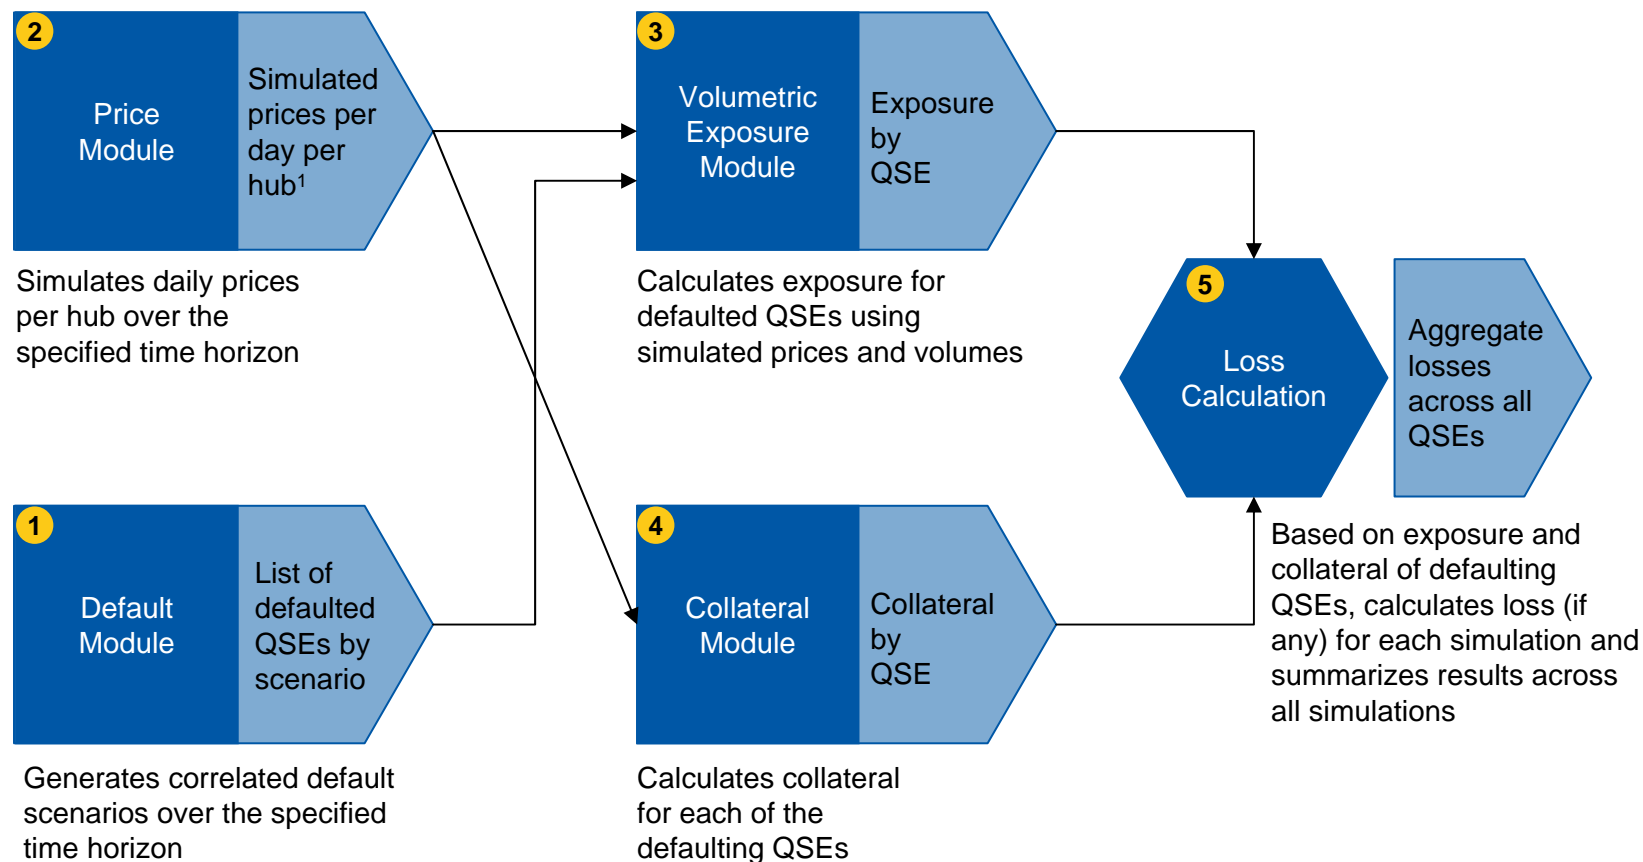 2
Price
Module
Simulated
prices per
day per
hub¹
Simulates daily prices
per hub over the
specified time horizon
3
Volumetric
Exposure
Module
Exposure
by
QSE
Calculates exposure for
defaulted QSEs using
simulated prices and volumes
1
Default
Module
List of
defaulted
QSEs by
scenario
Generates correlated default
scenarios over the specified
time horizon
4
Collateral
Module
Collateral
by
QSE
Calculates collateral
for each of the
defaulting QSEs
5
Loss
Calculation
Aggregate
losses
across all
QSEs
Based on exposure and
collateral of defaulting
QSEs, calculates loss (if
any) for each simulation and
summarizes results across
all simulations